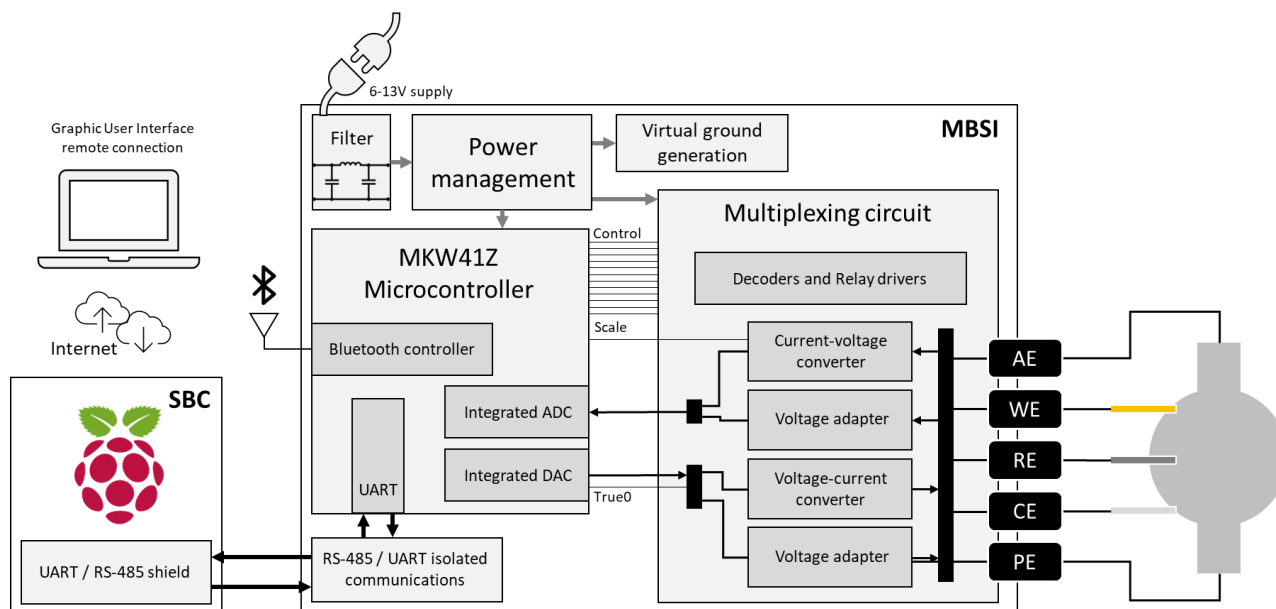 6-13V supply
Graphic User Interface
remote connection
Internet
SBC
UART / RS-485 shield
MBSI
Filter
Power
management
Virtual ground
generation
MKW41Z
Microcontroller
Bluetooth controller
Integrated ADC
Integrated DAC
UART
RS-485 / UART isolated
communications
Control
Scale
True0
Multiplexing circuit
Decoders and Relay drivers
Current-voltage
converter
Voltage adapter
Voltage-current
converter
Voltage adapter
AE
WE
RE
CE
PE